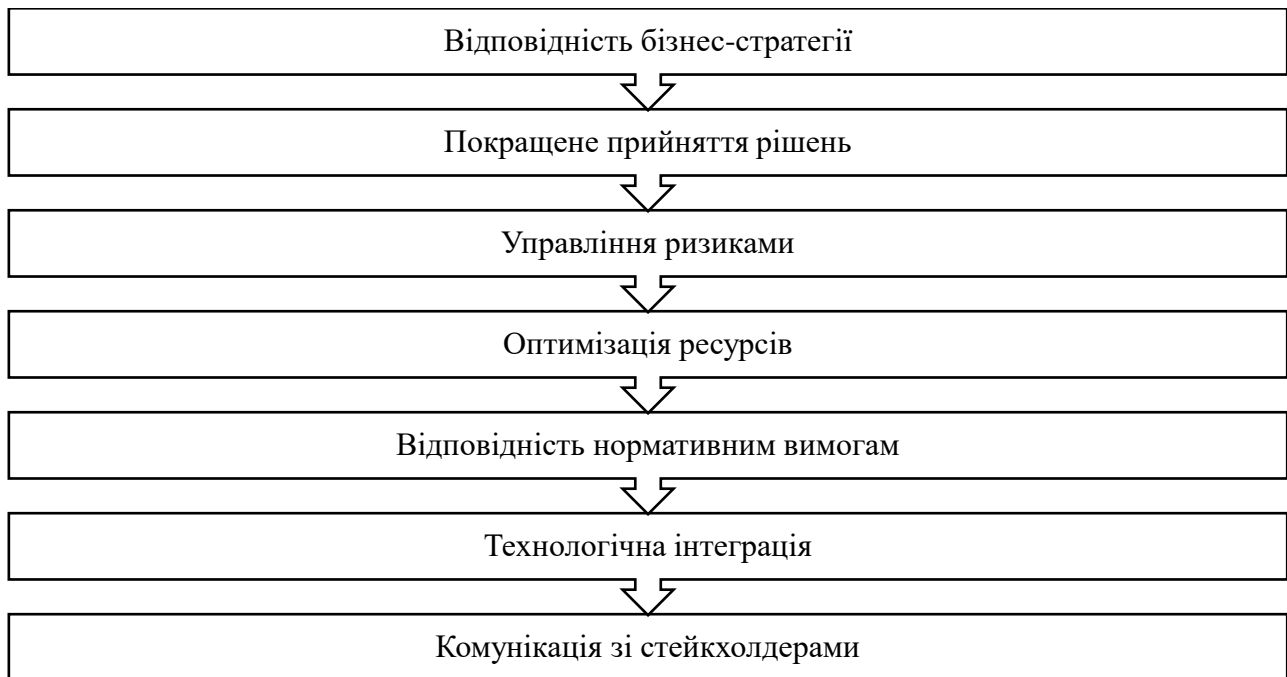 Відповідність бізнес-стратегії
Покращене прийняття рішень
Управління ризиками
Оптимізація ресурсів
Відповідність нормативним вимогам
Технологічна інтеграція
Комунікація зі стейкхолдерами